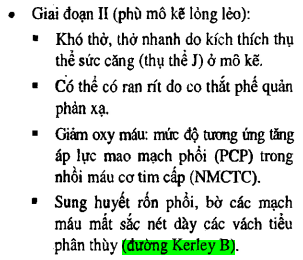 • Giai đoạn II (phù mô kẽ lỏng lẻo):
▪ Khó thở, thở nhanh do kích thích thụ
thể sức căng (thụ thể J) ở mô kẽ.
▪ Có thể có ran rít do co thắt phế quản
phản xạ.
▪ Giảm oxy máu: mức độ tương ứng tăng
áp lực mao mạch phổi (PCP) trong
nhồi máu cơ tim cấp (NMCTC).
▪ Sung huyết rốn phổi, bờ các mạch
máu mất sắc nét dày các vách tiểu
phân thùy (đường Kerley B).